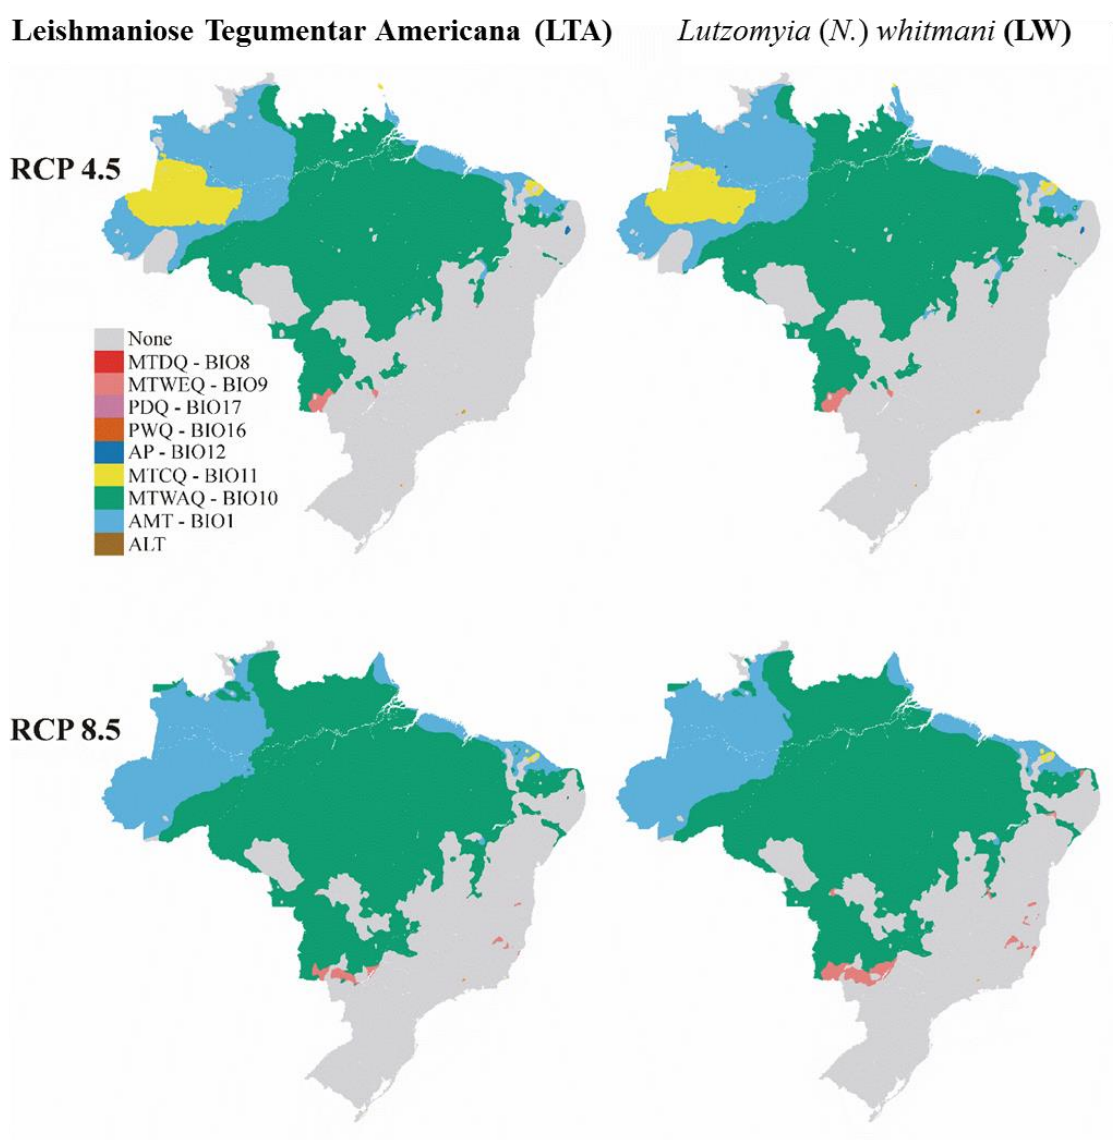 Leishmaniose Tegumentar Americana (LTA)
Lutzomyia (N.) whitmani (LW)
RCP 4.5
None
MTDQ - BIO8
MTWEQ - BIO9
PDQ - BIO17
PWQ - BIO16
AP - BIO12
MTCQ - BIO11
MTWAQ - BIO10
AMT - BIO1
ALT
RCP 8.5